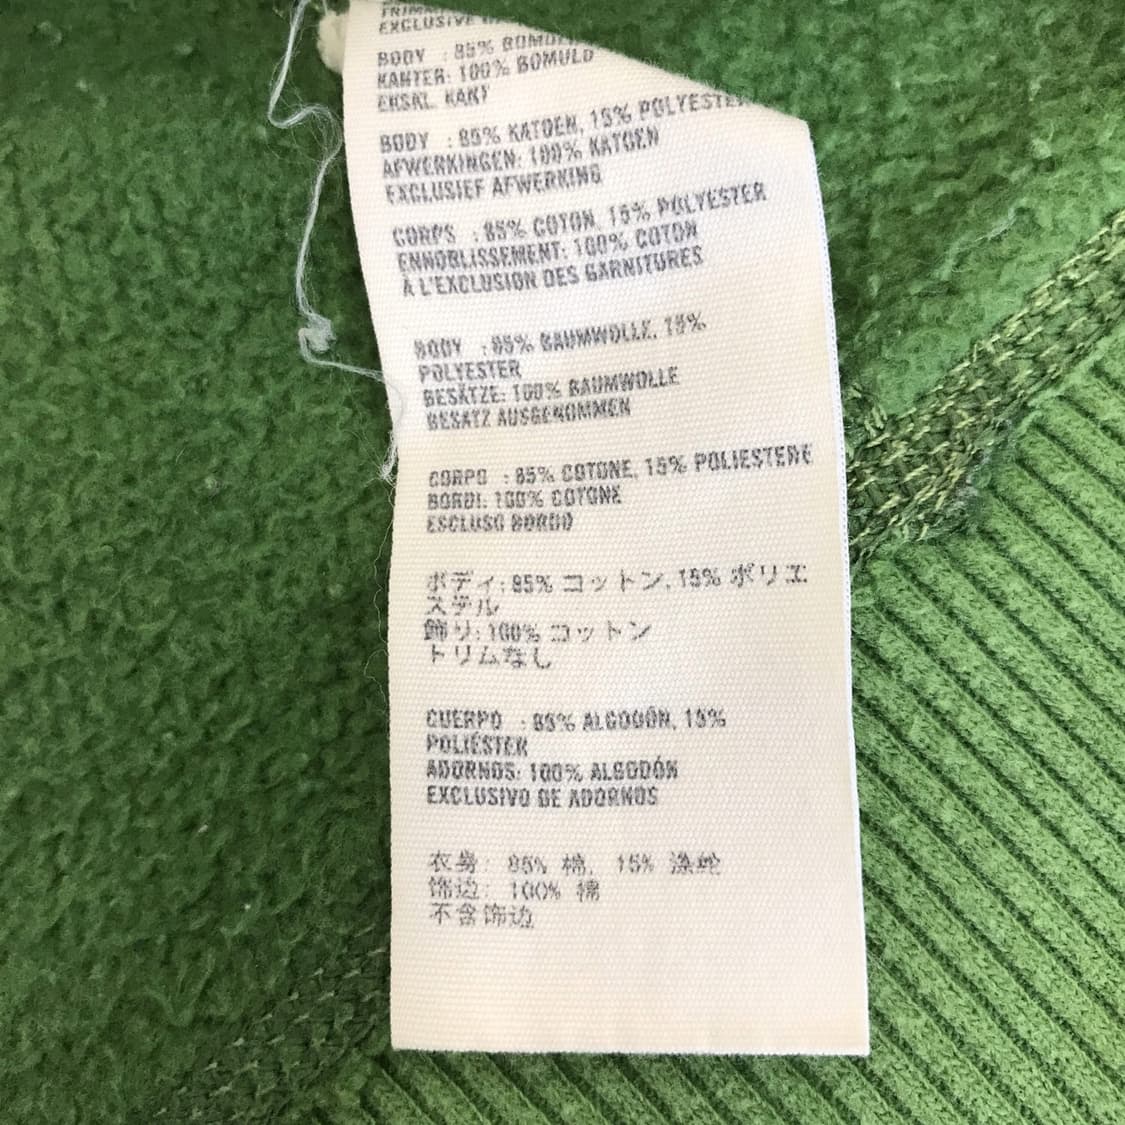 EXCLUSIVE
BODY : 85%
KANTER: 100% BOMULD
EKSKL. KANT
BODY : 85% KATOEN, 15% POLYESTER
AFWERKINGEN: 100% KATOEN
EXCLUSIEF AFWERKING
CORPS : 85% COTON, 15% POLYESTER
ENNOBLISSEMENT: 100% COTON
À L'EXCLUSION DES GARNITURES
BODY : 85% BAUMWOLLE, 15%
POLYESTER
BESÄTZE: 100% BAUMWOLLE
BESATZ AUSGENOMMEN
CORPO : 85% COTONE, 15% POLIESTERE
BORDI: 100% COTONE
ESCLUSO BORDO
ボディ: 85% コットン, 15% ポリエ
ステル
飾り: 100% コットン
トリムなし
CUERPO : 85% ALGODÓN, 15%
POLIÉSTER
ADORNOS: 100% ALGODÓN
EXCLUSIVO DE ADORNOS
衣身: 85% 棉, 15% 涤纶
饰边: 100% 棉
不含饰边